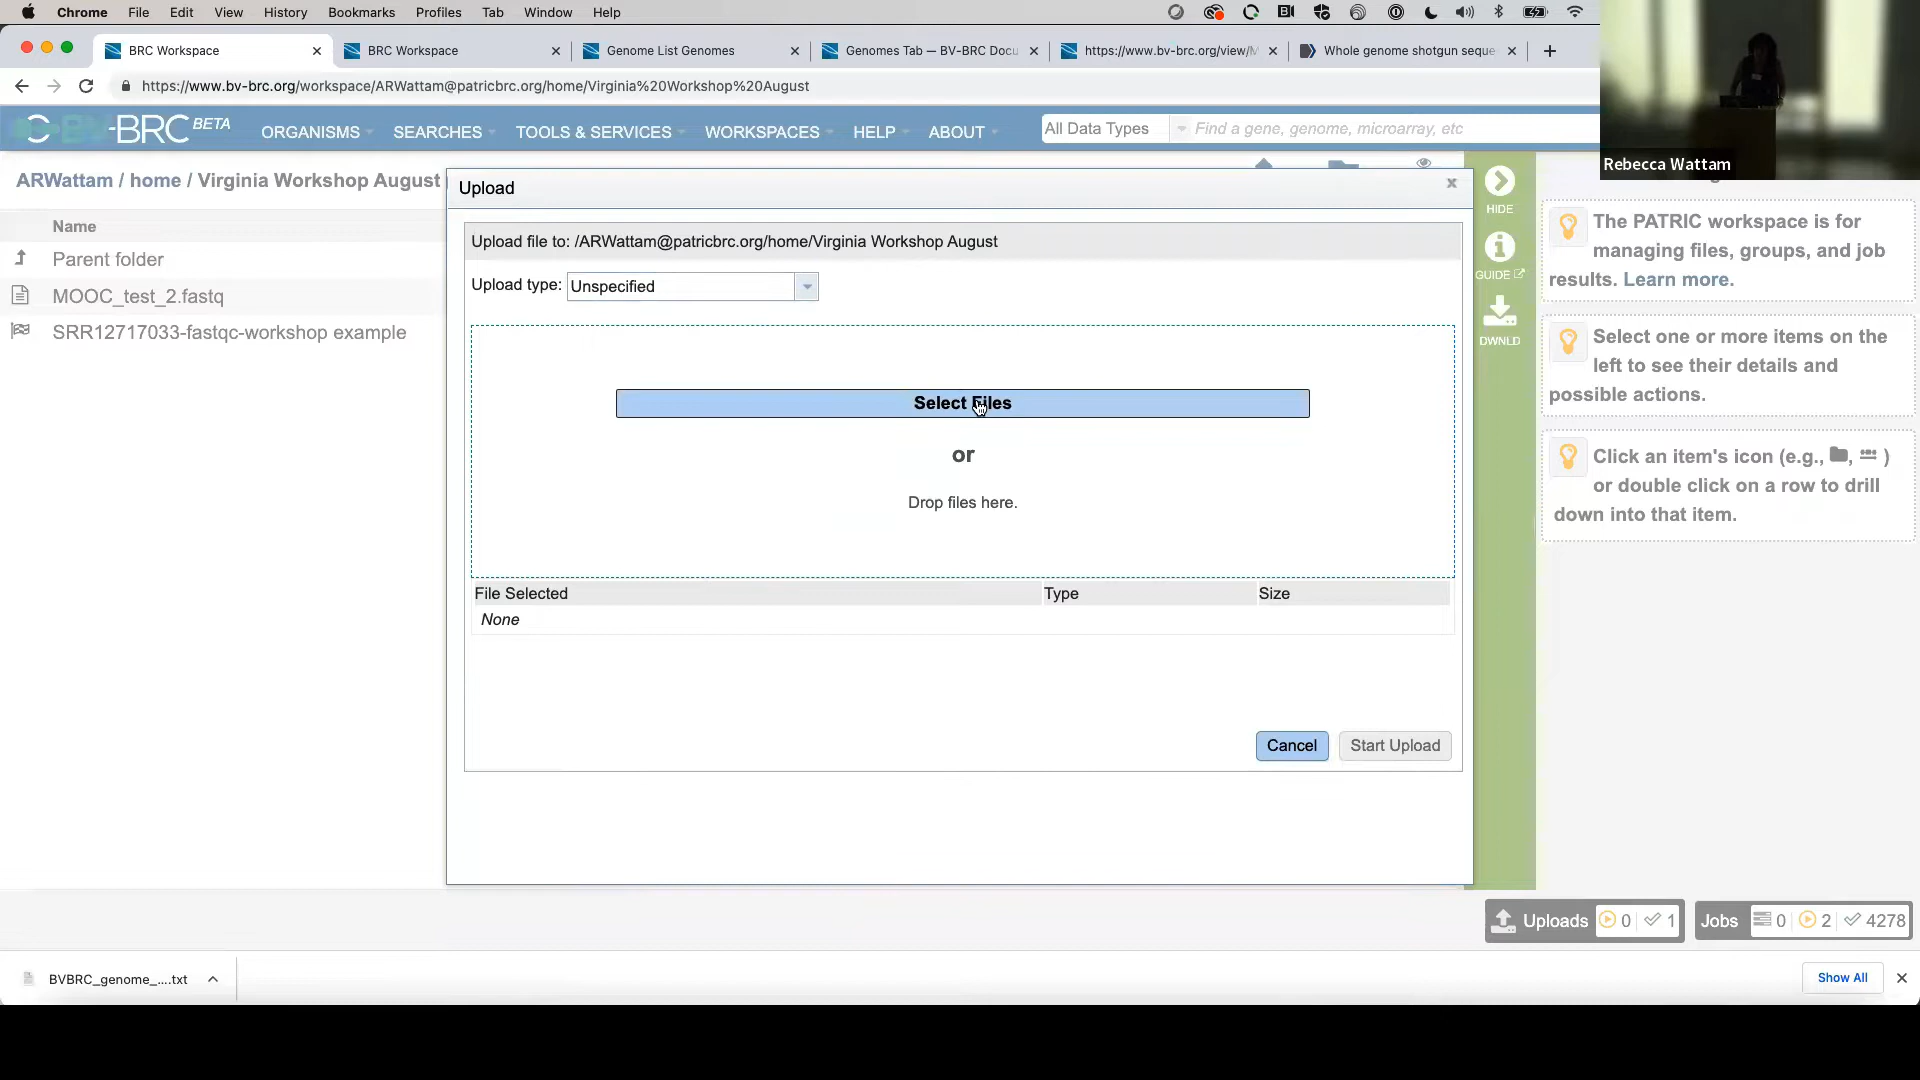 Chrome File Edit View History Bookmarks Profiles Tab Window Help
BRC Workspace BRC Workspace Genome List Genomes Genomes Tab — BV-BRC Docu https://www.bv-brc.org/view/M Whole genome shotgun seque
https://www.bv-brc.org/workspace/ARWattam@patricbrc.org/home/Virginia%20Workshop%20August
BV-BRC BETA ORGANISMS SEARCHES TOOLS & SERVICES WORKSPACES HELP ABOUT All Data Types Find a gene, genome, microarray, etc
Rebecca Wattam
ARWattam / home / Virginia Workshop August
Name
Parent folder
MOOC_test_2.fastq
SRR12717033-fastqc-workshop example
Upload
Upload file to: /ARWattam@patricbrc.org/home/Virginia Workshop August
Upload type: Unspecified
Select Files
or
Drop files here.
File Selected Type Size
None
Cancel Start Upload
HIDE
GUIDE
DWNLD
The PATRIC workspace is for
managing files, groups, and job
results. Learn more.
Select one or more items on the
left to see their details and
possible actions.
Click an item's icon (e.g., , )
or double click on a row to drill
down into that item.
Uploads 0 1 Jobs 0 2 4278
BVBRC_genome_....txt Show All